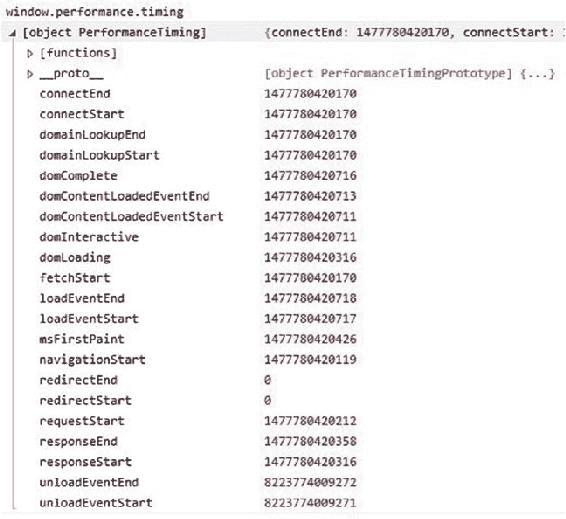 window.performance.timing
[object PerformanceTiming] {connectEnd: 1477780420170, connectStart: 1
[functions]
__proto__ [object PerformanceTimingPrototype] {...}
connectEnd 1477780420170
connectStart 1477780420170
domainLookupEnd 1477780420170
domainLookupStart 1477780420170
domComplete 1477780420716
domContentLoadedEventEnd 1477780420713
domContentLoadedEventStart 1477780420711
domInteractive 1477780420711
domLoading 1477780420316
fetchStart 1477780420170
loadEventEnd 1477780420718
loadEventStart 1477780420717
msFirstPaint 1477780420426
navigationStart 1477780420119
redirectEnd 0
redirectStart 0
requestStart 1477780420212
responseEnd 1477780420358
responseStart 1477780420316
unloadEventEnd 8223774009272
unloadEventStart 8223774009271